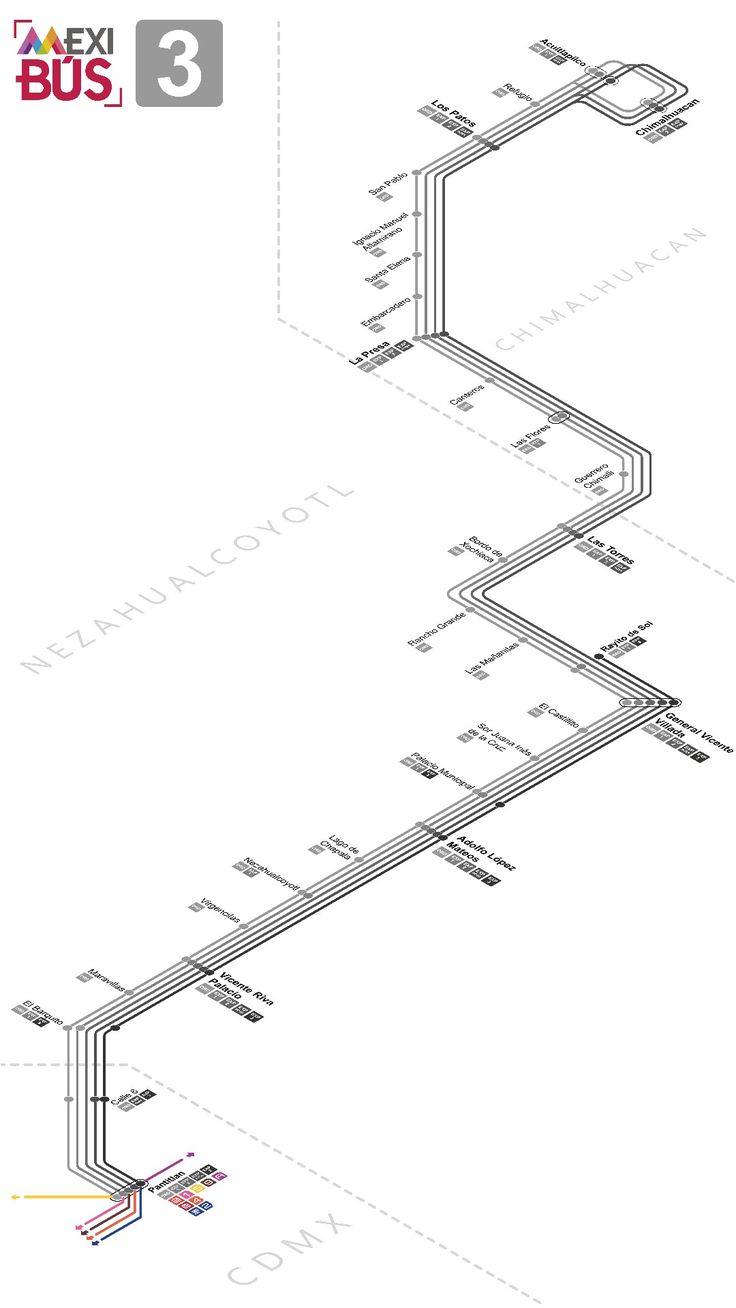 MEXI
BÚS
3
Acuitlapilco
Refugio
Los Patos
Chimalhuacan
San Pablo
Ignacio Manuel
Altamirano
Santa Elena
CHIMALHUACAN
Embarcadero
La Presa
Canteros
Las Flores
Guerrero
Chimalli
NEZAHUALCOYOTL
Bordo de
Xochiaca
Las Torres
Rancho Grande
Rayito de Sol
Las Mañanitas
El Castillito
General Vicente
Villada
Sor Juana Inés
de la Cruz
Palacio Municipal
Adolfo López
Mateos
Lago de
Chapala
Nezahualcoyotl
Virgencitas
Vicente Riva
Palacio
Maravillas
El Barquito
Calle 6
Pantitlan
CDMX